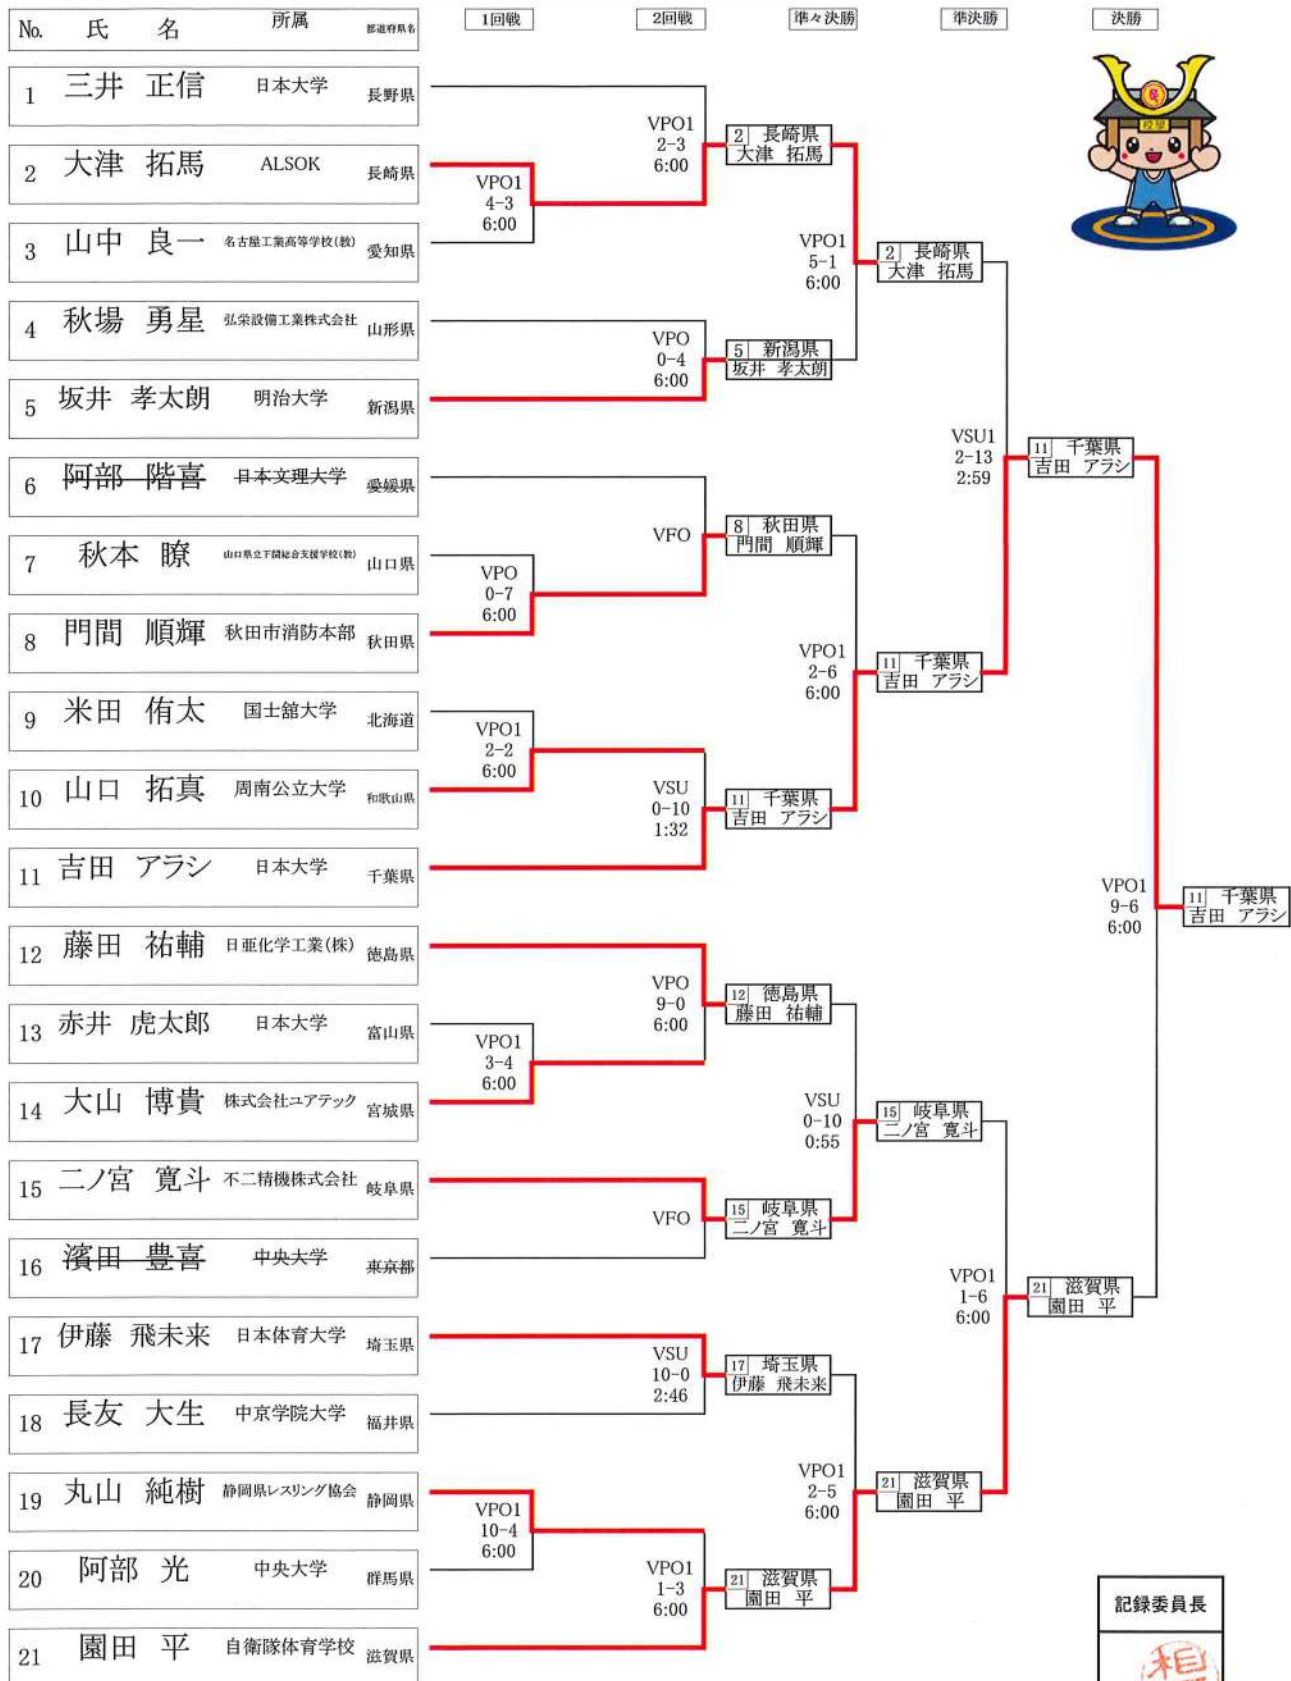 No. 氏 名 所属 都道府県名 1回戦 2回戦 準々決勝 準決勝 決勝
1 三井 正信 日本大学 長野県
2 大津 拓馬 ALSOK 長崎県
3 山中 良一 名古屋工業高等学校(教) 愛知県
4 秋場 勇星 弘栄設備工業株式会社 山形県
5 坂井 孝太朗 明治大学 新潟県
6 阿部 階喜 日本文理大学 愛媛県
7 秋本 瞭 山口県立下関総合支援学校(教) 山口県
8 門間 順輝 秋田市消防本部 秋田県
9 米田 侑太 国士舘大学 北海道
10 山口 拓真 周南公立大学 和歌山県
11 吉田 アラシ 日本大学 千葉県
12 藤田 祐輔 日亜化学工業(株) 徳島県
13 赤井 虎太郎 日本大学 富山県
14 大山 博貴 株式会社ユアテック 宮城県
15 二ノ宮 寛斗 不二精機株式会社 岐阜県
16 濱田 豊喜 中央大学 東京都
17 伊藤 飛未来 日本体育大学 埼玉県
18 長友 大生 中京学院大学 福井県
19 丸山 純樹 静岡県レスリング協会 静岡県
20 阿部 光 中央大学 群馬県
21 園田 平 自衛隊体育学校 滋賀県
VPO1
4-3
6:00
VPO
0-7
6:00
VPO1
2-2
6:00
VPO1
3-4
6:00
VPO1
10-4
6:00
VPO1
2-3
6:00
VPO
0-4
6:00
VFO
VSU
0-10
1:32
VPO
9-0
6:00
VFO
VSU
10-0
2:46
VPO1
1-3
6:00
2 長崎県
大津 拓馬
5 新潟県
坂井 孝太朗
8 秋田県
門間 順輝
11 千葉県
吉田 アラシ
12 徳島県
藤田 祐輔
15 岐阜県
二ノ宮 寛斗
17 埼玉県
伊藤 飛未来
21 滋賀県
園田 平
VPO1
5-1
6:00
VPO1
2-6
6:00
VSU
0-10
0:55
VPO1
2-5
6:00
2 長崎県
大津 拓馬
11 千葉県
吉田 アラシ
15 岐阜県
二ノ宮 寛斗
21 滋賀県
園田 平
VSU1
2-13
2:59
VPO1
1-6
6:00
11 千葉県
吉田 アラシ
21 滋賀県
園田 平
VPO1
9-6
6:00
11 千葉県
吉田 アラシ
記録委員長